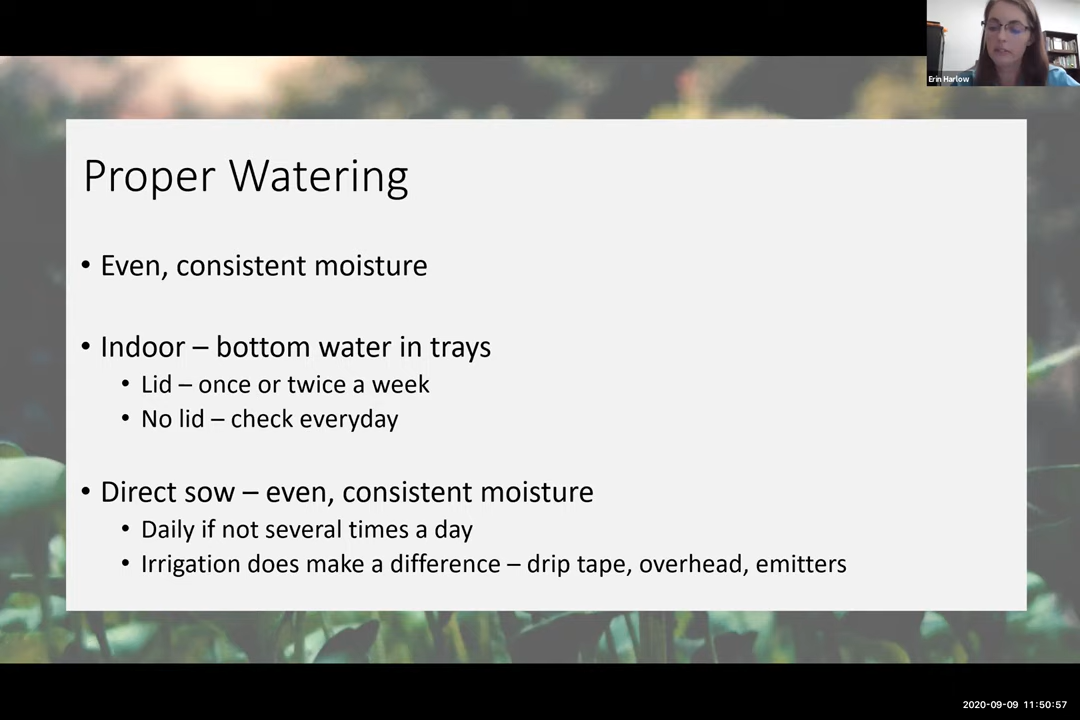 Erin Harlow
Proper Watering
• Even, consistent moisture
• Indoor – bottom water in trays
• Lid – once or twice a week
• No lid – check everyday
• Direct sow – even, consistent moisture
• Daily if not several times a day
• Irrigation does make a difference – drip tape, overhead, emitters
2020-09-09 11:50:57